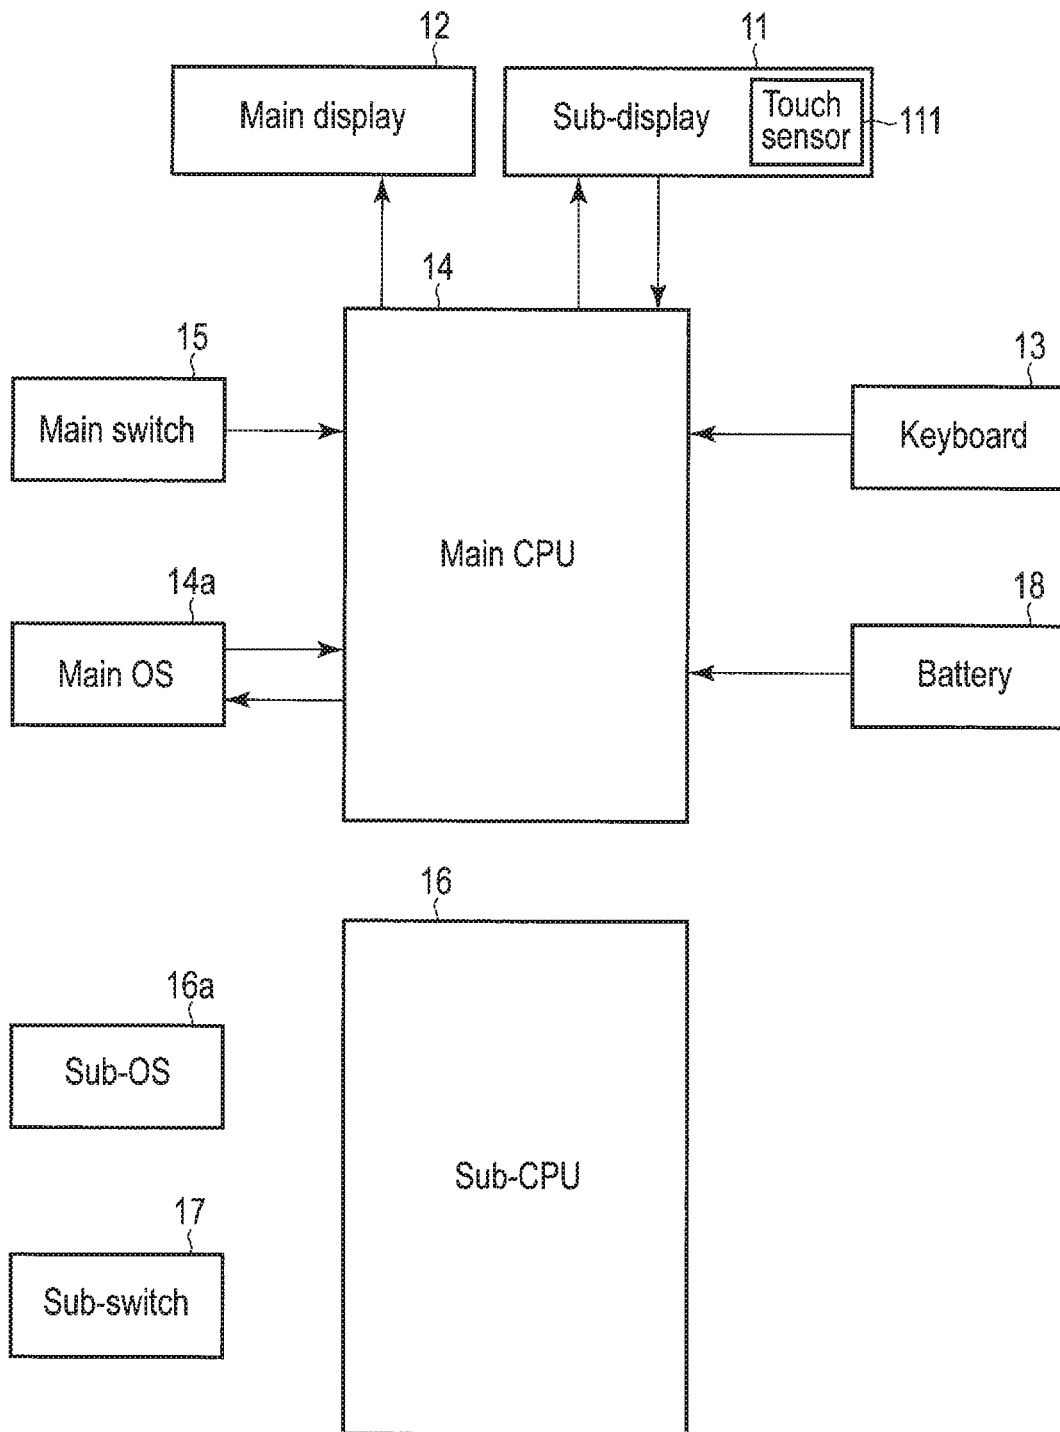 12
11
Main display
Sub-display
Touch
sensor
111
14
15
13
Main switch
Keyboard
Main CPU
14a
18
Main OS
Battery
16
16a
Sub-OS
Sub-CPU
17
Sub-switch